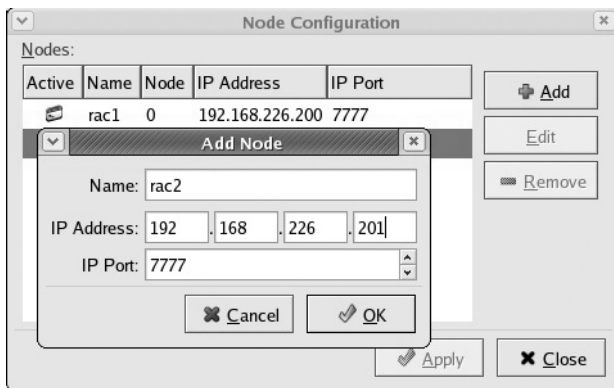 Node Configuration
Nodes:
Active Name Node IP Address IP Port
rac1 0 192.168.226.200 7777
Add
Edit
Remove
Add Node
Name: rac2
IP Address: 192 . 168 . 226 . 201
IP Port: 7777
Cancel OK
Apply Close